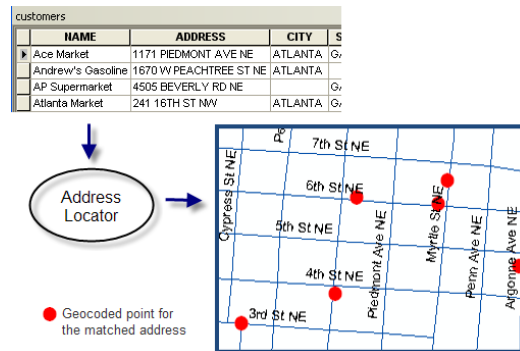 customers
NAME ADDRESS CITY S
Ace Market 1171 PIEDMONT AVE NE ATLANTA G
Andrew's Gasoline 1670 W PEACHTREE ST NE ATLANTA G
AP Supermarket 4505 BEVERLY RD NE G
Atlanta Market 241 16TH ST NW ATLANTA G
Address
Locator
Geocoded point for
the matched address
Po
7th St NE
6th St NE
5th St NE
4th St NE
3rd St NE
Cypress St NE
Piedmont Ave NE
Myrtle St NE
Penn Ave NE
Argonne Ave NE